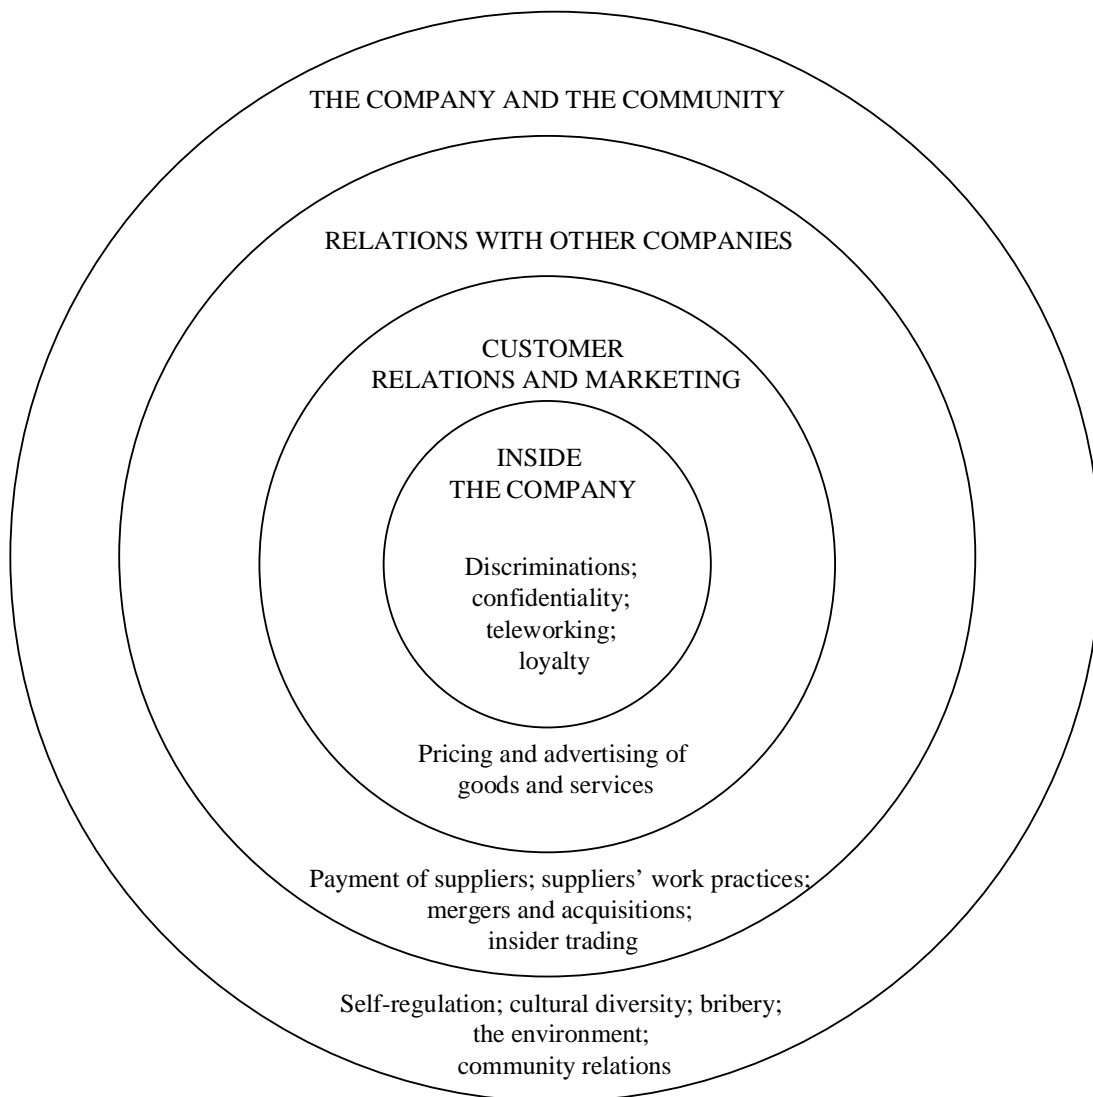 THE COMPANY AND THE COMMUNITY
RELATIONS WITH OTHER COMPANIES
CUSTOMER
RELATIONS AND MARKETING
INSIDE
THE COMPANY
Discriminations;
confidentiality;
teleworking;
loyalty
Pricing and advertising of
goods and services
Payment of suppliers; suppliers’ work practices;
mergers and acquisitions;
insider trading
Self-regulation; cultural diversity; bribery;
the environment;
community relations